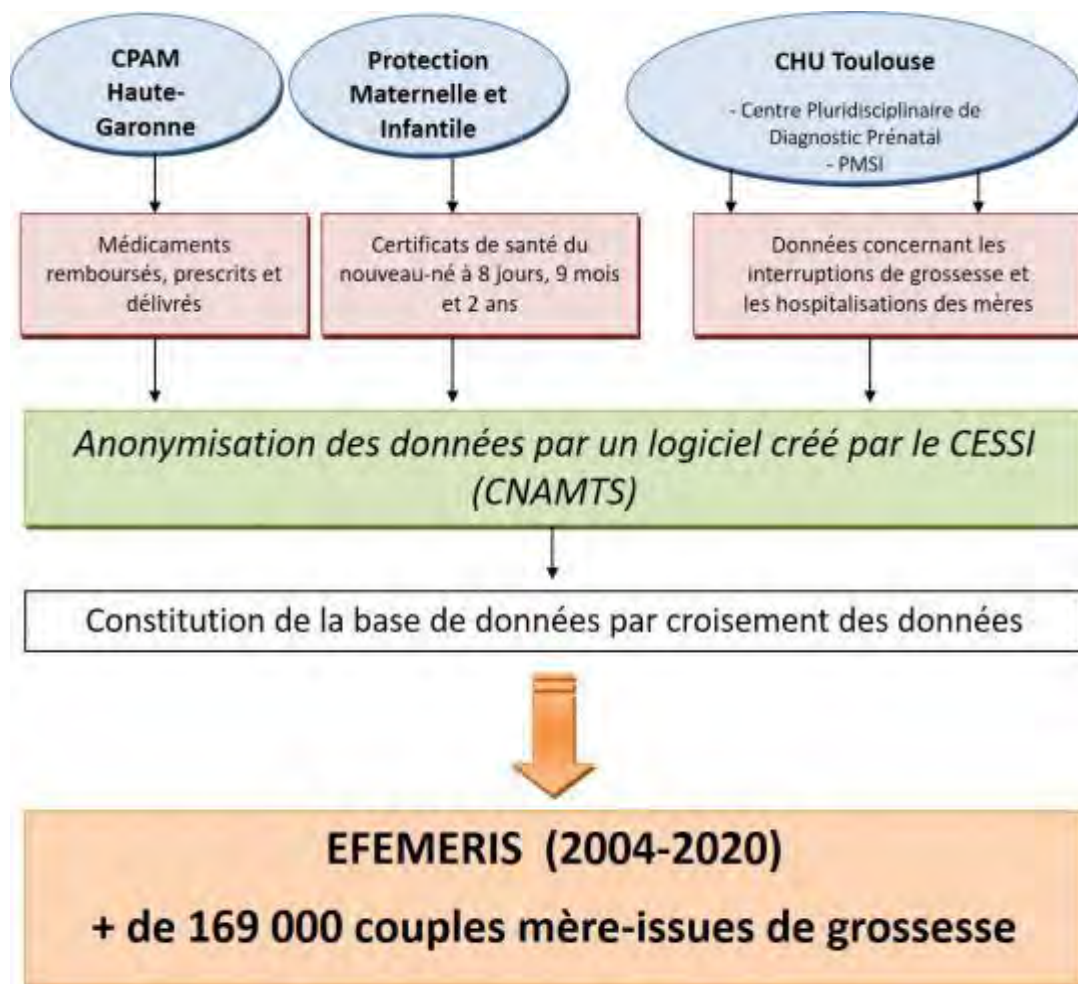 CPAM
Haute-
Garonne
Protection
Maternelle et
Infantile
CHU Toulouse
- Centre Pluridisciplinaire de
Diagnostic Prénatal
- PMSI
Médicaments
remboursés, prescrits et
délivrés
Certificats de santé du
nouveau-né à 8 jours, 9 mois
et 2 ans
Données concernant les
interruptions de grossesse et
les hospitalisations des mères
Anonymisation des données par un logiciel créé par le CESSI
(CNAMTS)
Constitution de la base de données par croisement des données
EFEMERIS (2004-2020)
+ de 169 000 couples mère-issues de grossesse